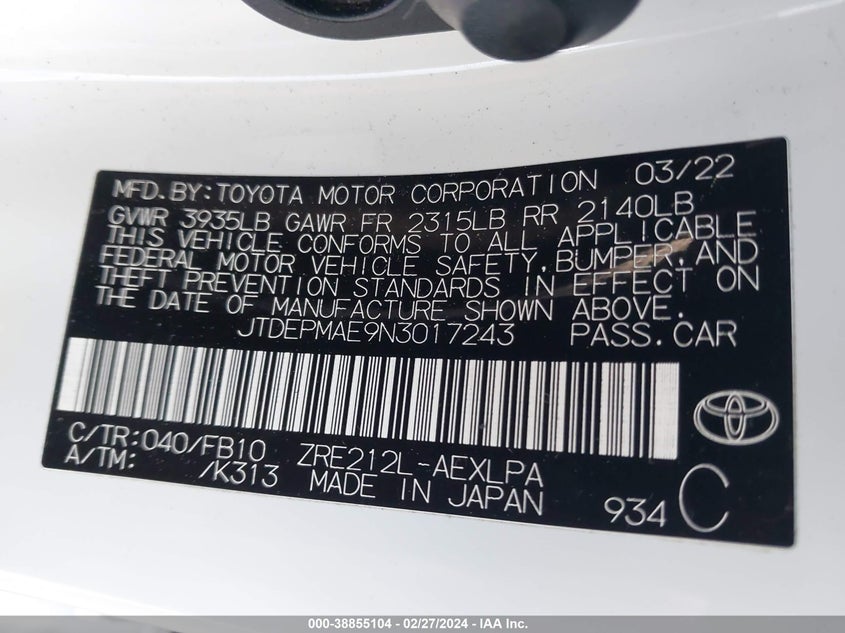 MFD.BY:TOYOTA MOTOR CORPORATION 03/22
GVWR 3935LB GAWR FR 2315LB RR 2140LB
THIS VEHICLE CONFORMS TO ALL APPLICABLE
FEDERAL MOTOR VEHICLE SAFETY,BUMPER,AND
THEFT PREVENTION STANDARDS IN EFFECT ON
THE DATE OF MANUFACTURE SHOWN ABOVE.
JTDEPMAE9N3017243 PASS.CAR
C/TR:040/FB10 ZRE212L-AEXLPA
A/TM: /K313 MADE IN JAPAN 934 C
000-38855104 - 02/27/2024 - IAA Inc.